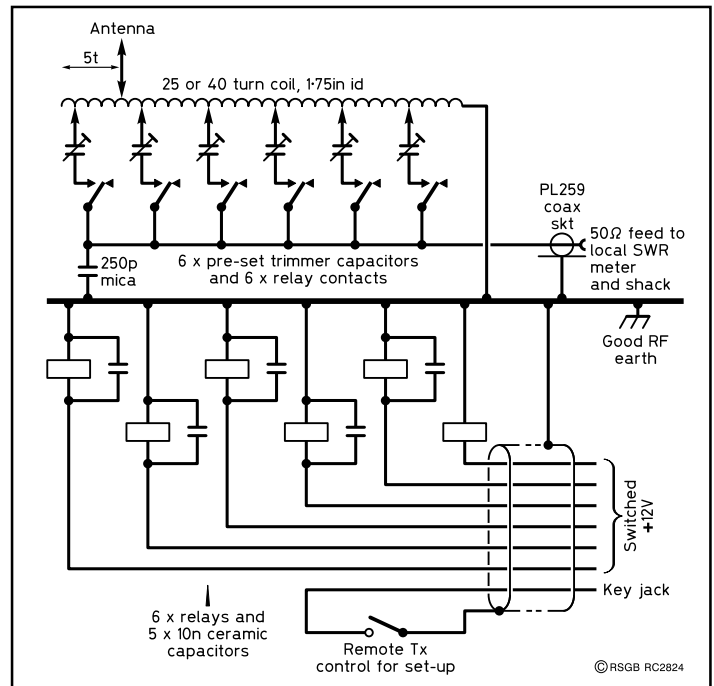 Antenna
5t
25 or 40 turn coil, 1·75in id
PL259
coax
skt
50Ω feed to
local SWR
meter
and shack
250p
mica
6 x pre-set trimmer capacitors
and 6 x relay contacts
Good RF
earth
Switched
+12V
Key jack
6 x relays and
5 x 10n ceramic
capacitors
Remote Tx
control for set-up
©RSGB RC2824